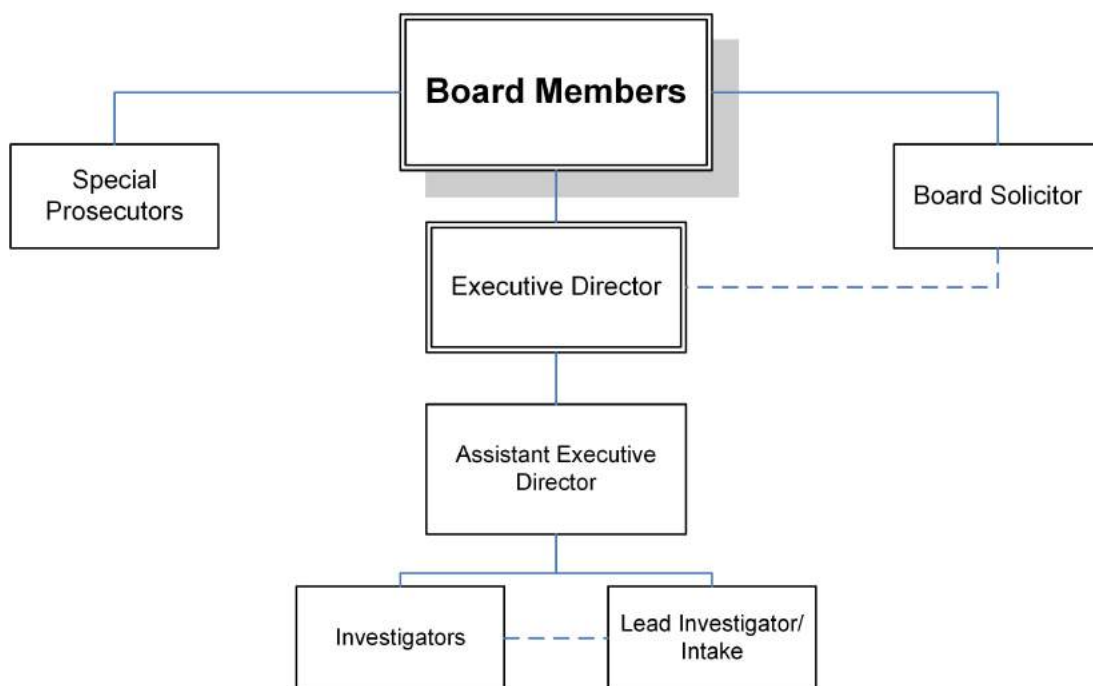 Board Members
Special
Prosecutors
Board Solicitor
Executive Director
Assistant Executive
Director
Investigators
Lead Investigator/
Intake